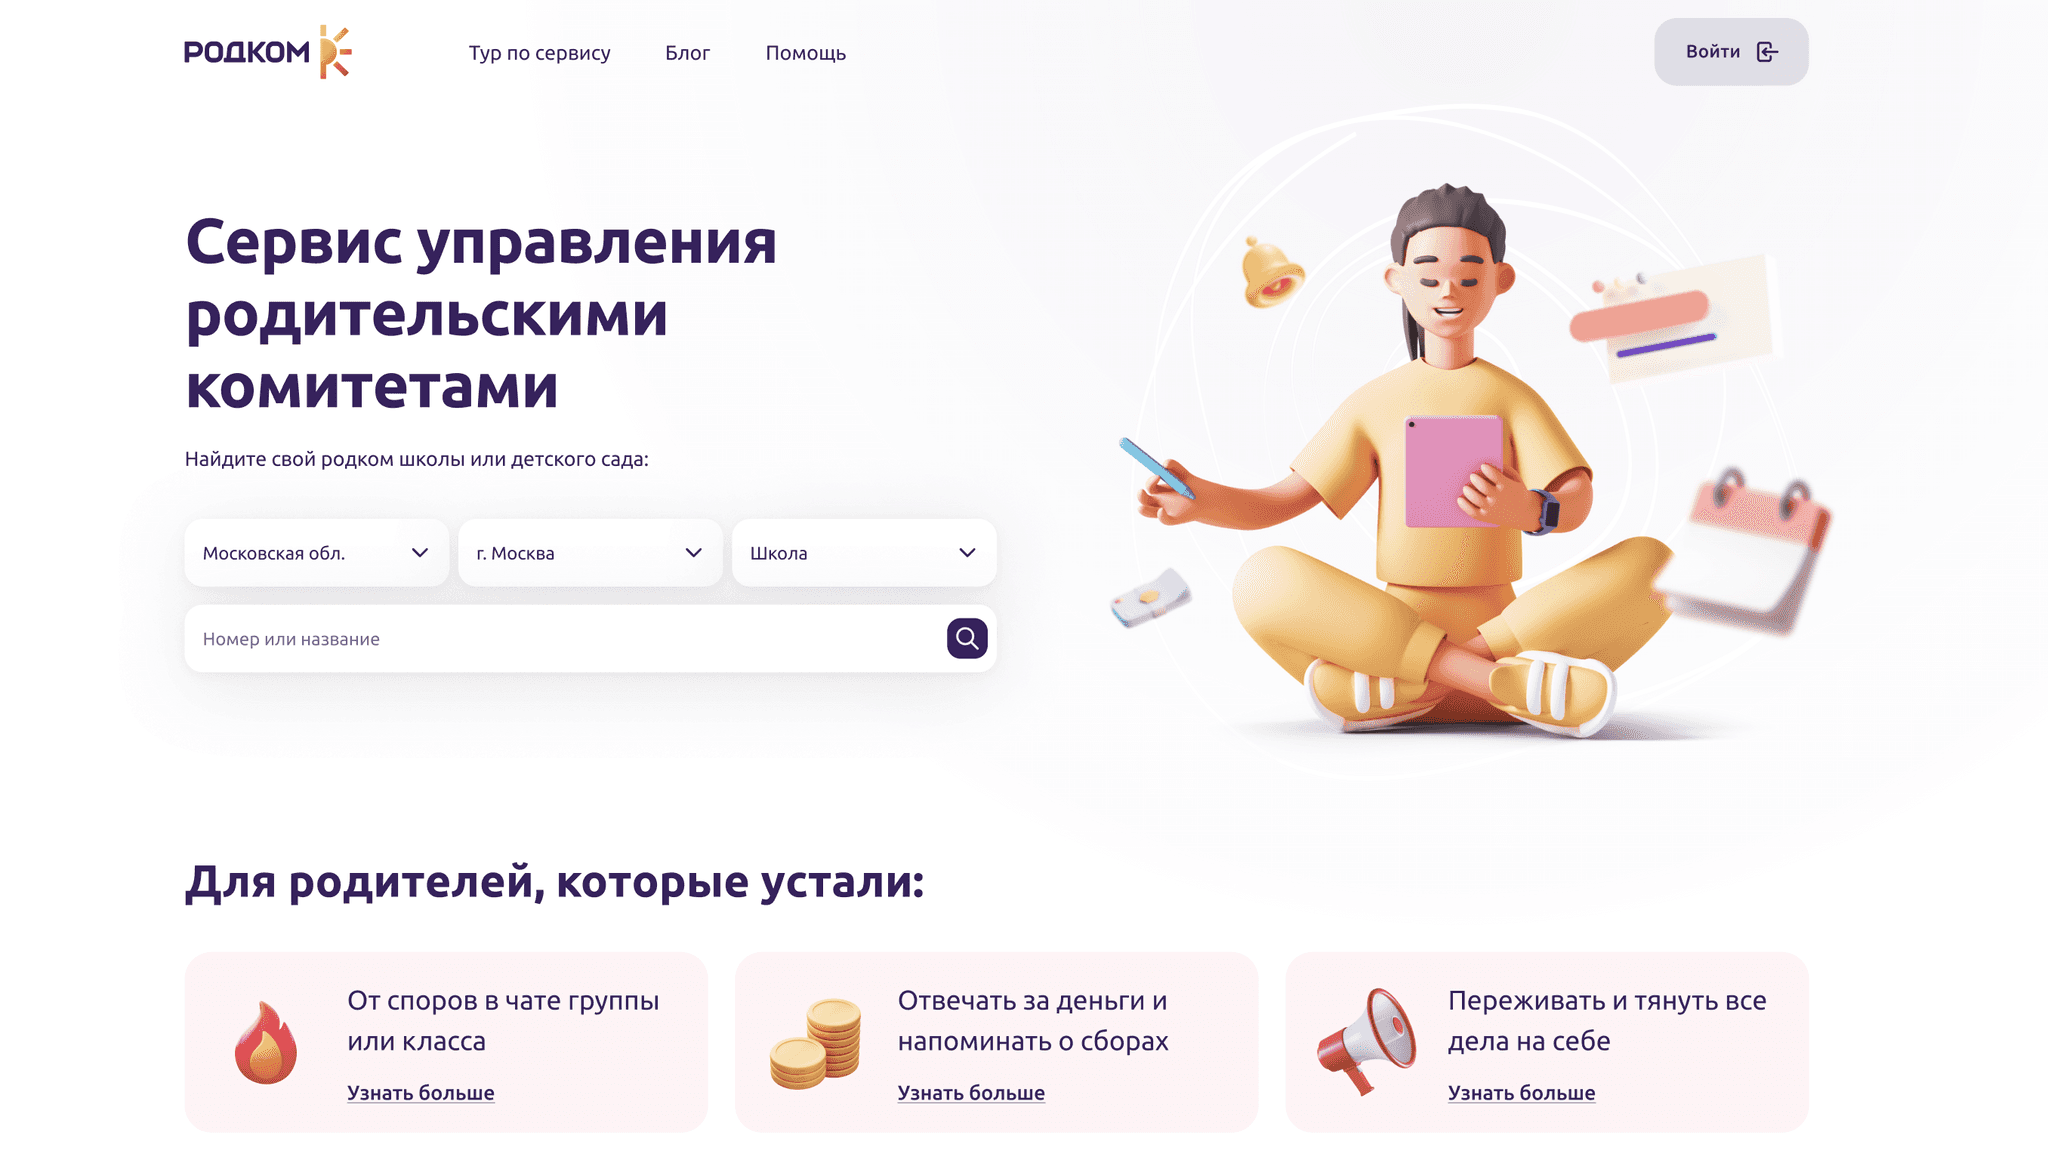 РОДКОМ
Тур по сервису
Блог
Помощь
Войти
Сервис управления
родительскими
комитетами
Найдите свой родком школы или детского сада:
Московская обл.
г. Москва
Школа
Номер или название
Для родителей, которые устали:
От споров в чате группы
или класса
Узнать больше
Отвечать за деньги и
напоминать о сборах
Узнать больше
Переживать и тянуть все
дела на себе
Узнать больше